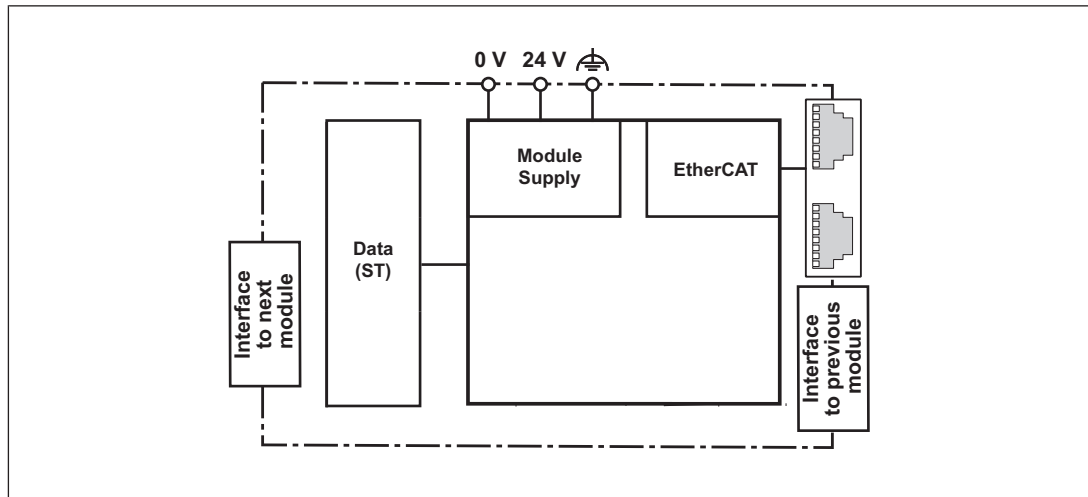 0 V 24 V
Module
Supply
EtherCAT
Data
(ST)
Interface
to next
module
Interface
to previous
module